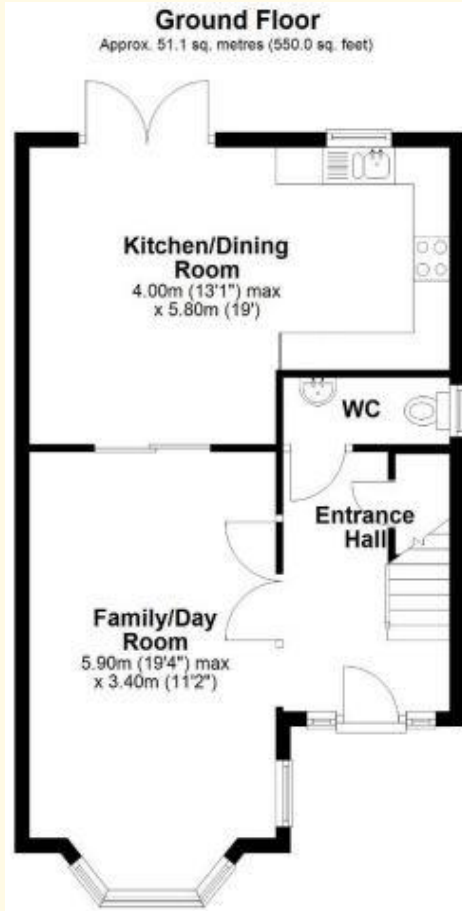 Ground Floor
Approx. 51.1 sq. metres (550.0 sq. feet)
Kitchen/Dining
Room
4.00m (13'1") max
x 5.80m (19')
WC
Entrance
Hall
Family/Day
Room
5.90m (19'4") max
x 3.40m (11'2")